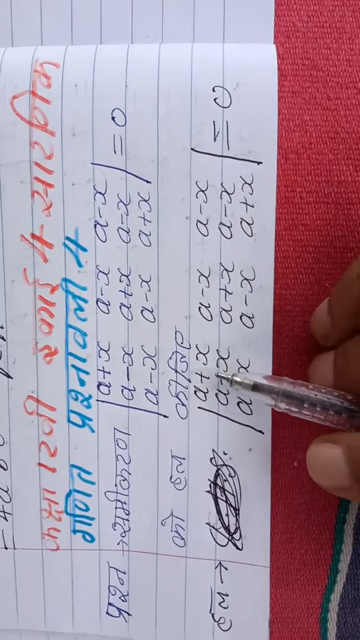 कक्षा 12वीं इकाई 4 सारणिक
गणित प्रश्नावली 4
प्रश्न → समीकरण |a+x a-x a-x|
|a-x a+x a-x| = 0
|a-x a-x a+x|
को हल कीजिए
हल → |a+x a-x a-x|
|a-x a+x a-x| = 0
|a-x a-x a+x|